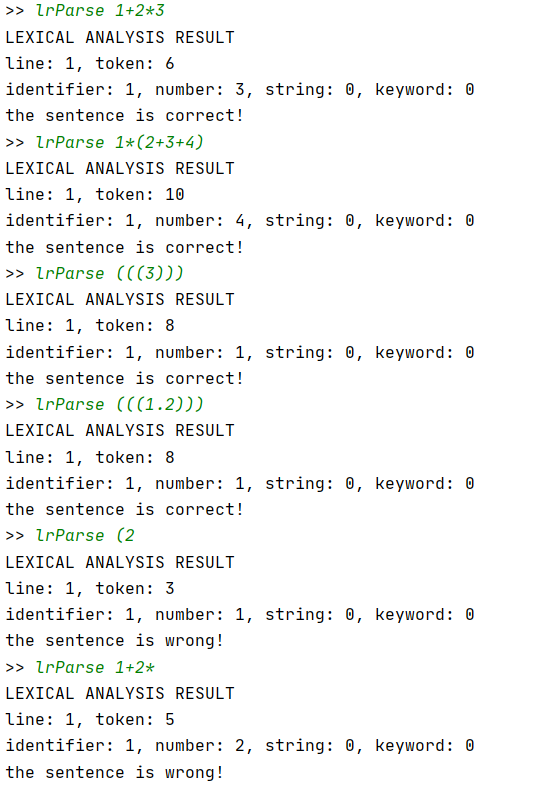 >> lrParse 1+2*3
LEXICAL ANALYSIS RESULT
line: 1, token: 6
identifier: 1, number: 3, string: 0, keyword: 0
the sentence is correct!
>> lrParse 1*(2+3+4)
LEXICAL ANALYSIS RESULT
line: 1, token: 10
identifier: 1, number: 4, string: 0, keyword: 0
the sentence is correct!
>> lrParse (((3)))
LEXICAL ANALYSIS RESULT
line: 1, token: 8
identifier: 1, number: 1, string: 0, keyword: 0
the sentence is correct!
>> lrParse (((1.2)))
LEXICAL ANALYSIS RESULT
line: 1, token: 8
identifier: 1, number: 1, string: 0, keyword: 0
the sentence is correct!
>> lrParse (2
LEXICAL ANALYSIS RESULT
line: 1, token: 3
identifier: 1, number: 1, string: 0, keyword: 0
the sentence is wrong!
>> lrParse 1+2*
LEXICAL ANALYSIS RESULT
line: 1, token: 5
identifier: 1, number: 2, string: 0, keyword: 0
the sentence is wrong!